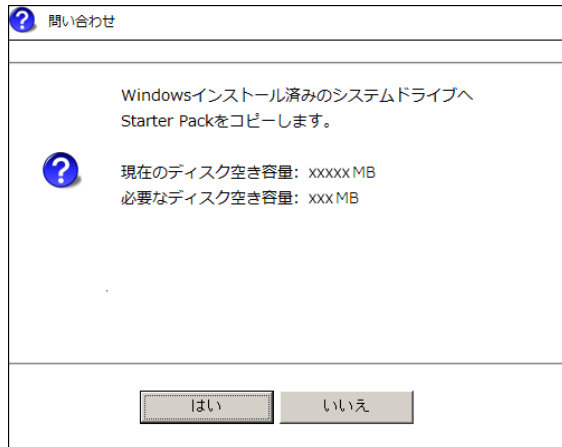 問い合わせ
Windowsインストール済みのシステムドライブへ
Starter Packをコピーします。
現在のディスク空き容量: xxxxx MB
必要なディスク空き容量: xxx MB
はい
いいえ